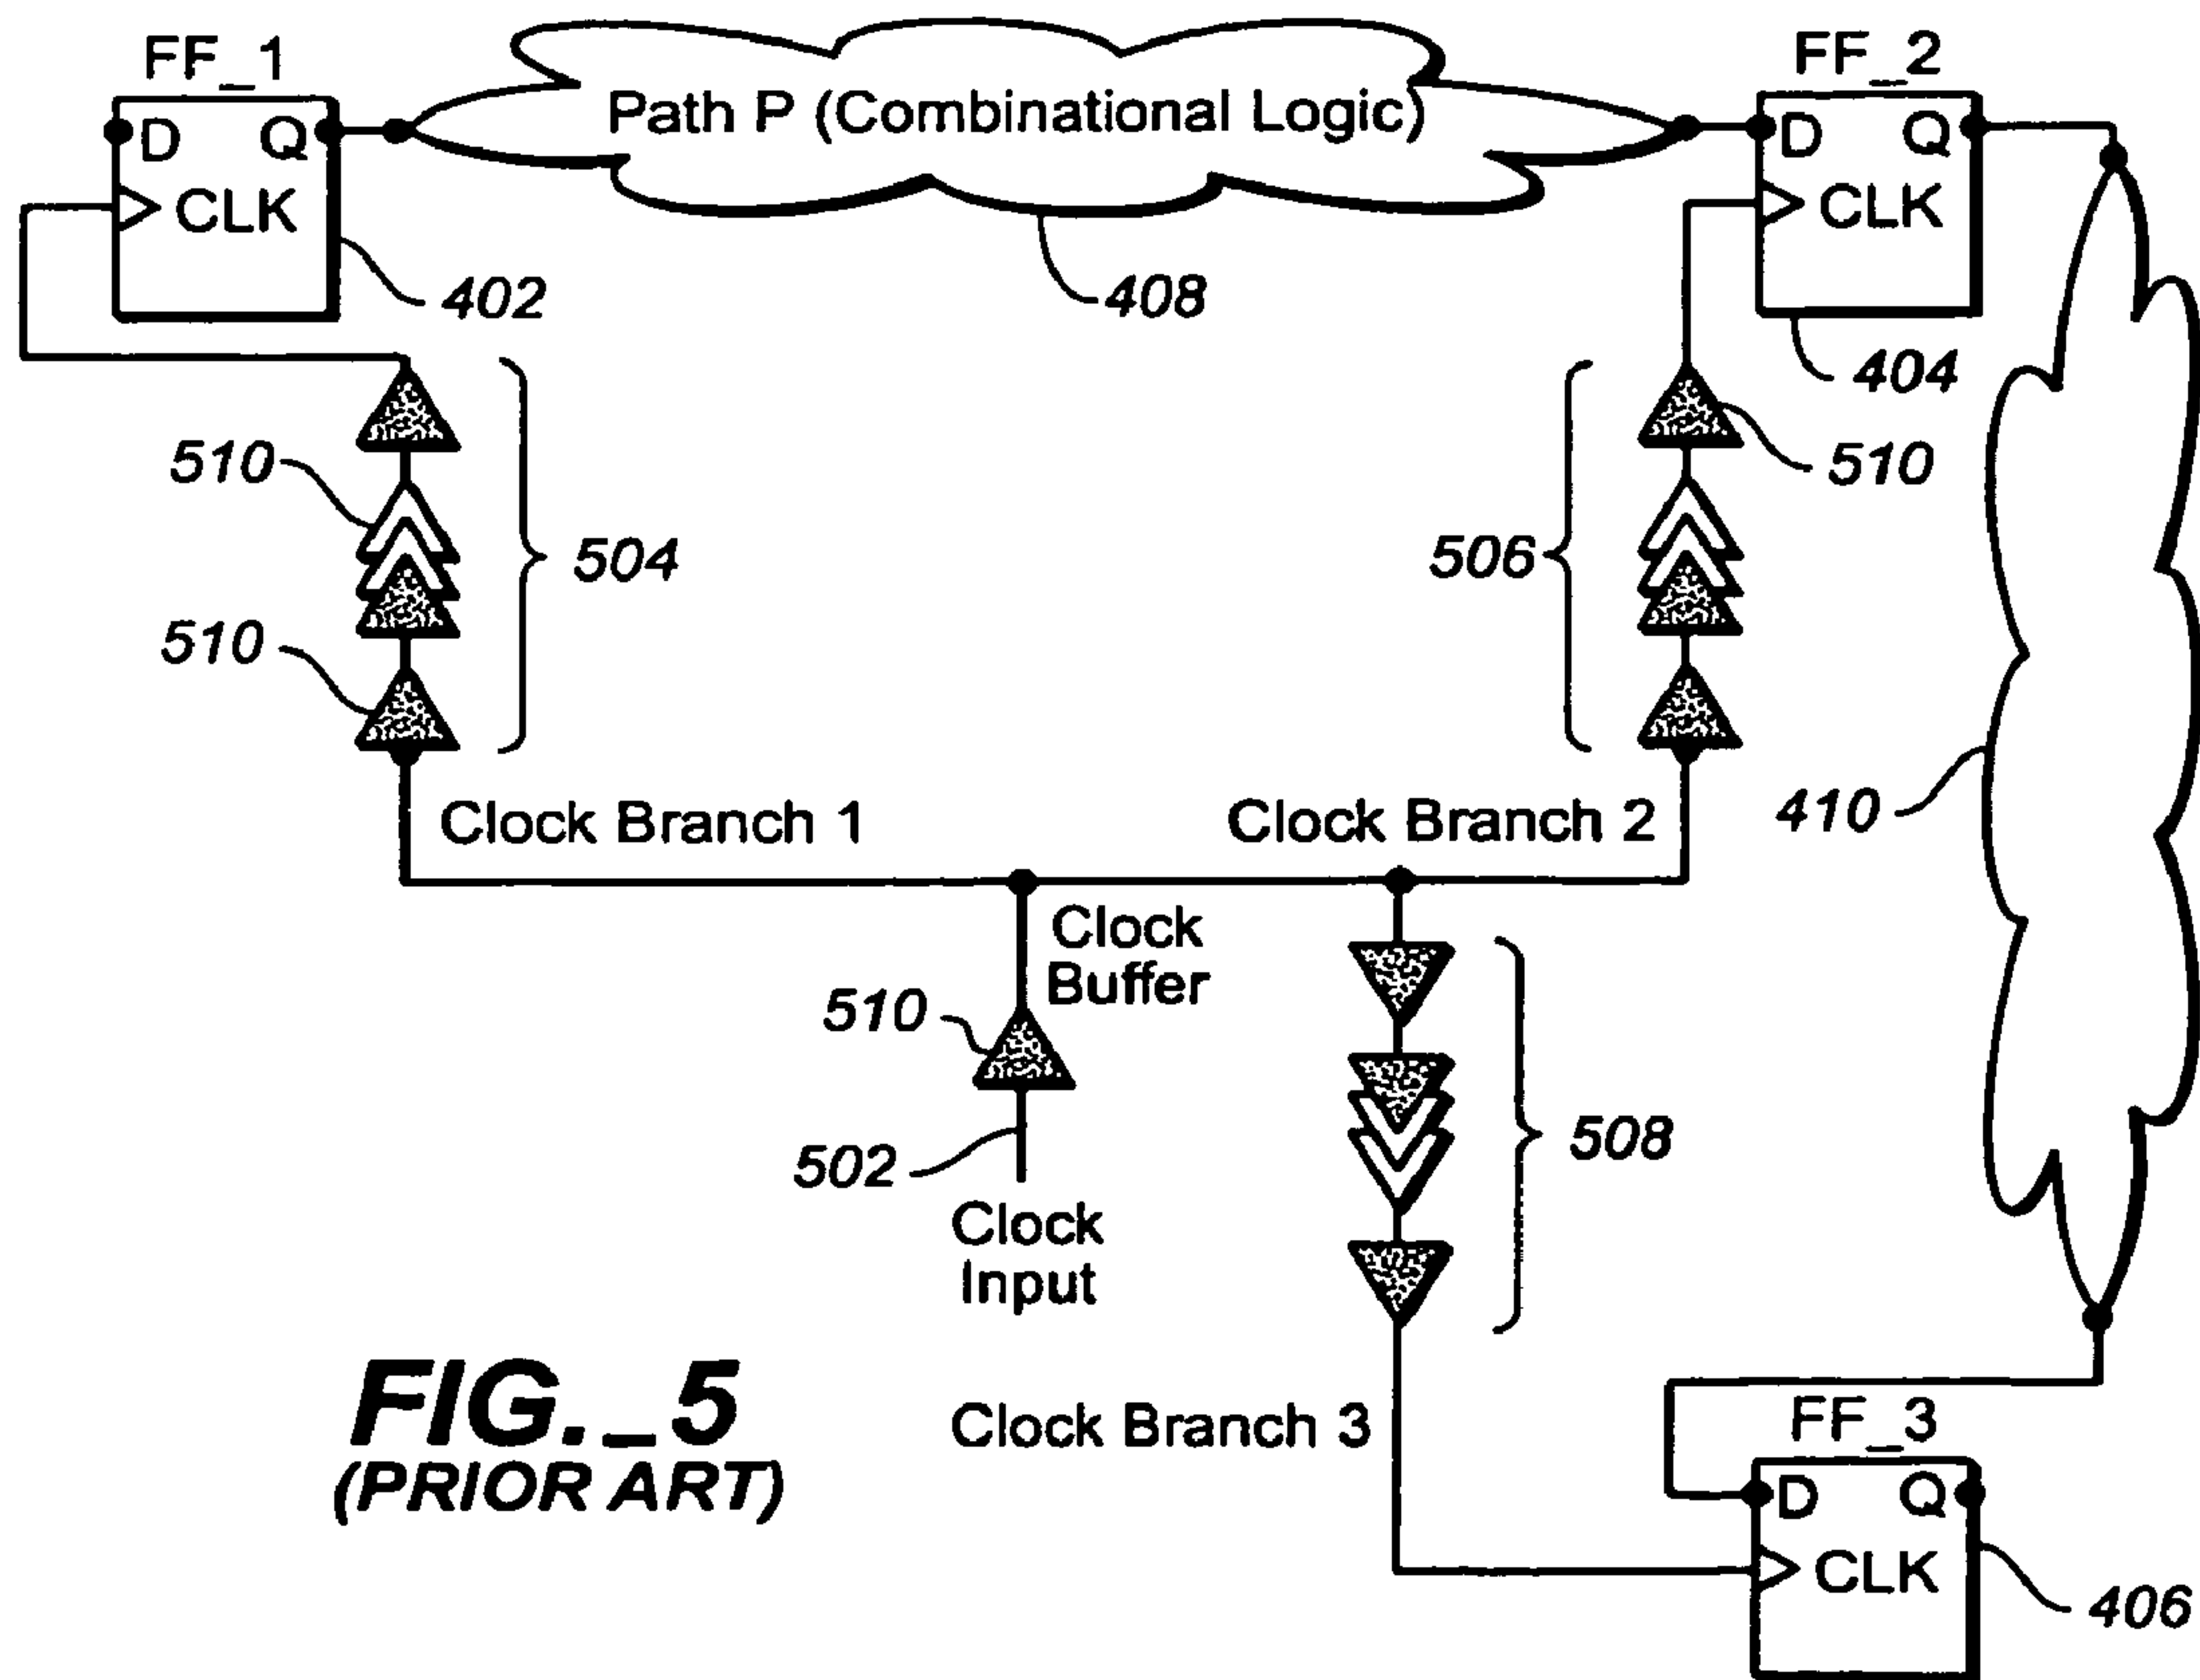 FF_1
Path P (Combinational Logic)
FF_2
D Q
CLK
D Q
CLK
402
408
404
510
510
504
506
510
410
Clock Branch 1
Clock Branch 2
Clock
Buffer
510
502
508
Clock
Input
Clock Branch 3
FF_3
D Q
CLK
406
FIG._5
(PRIOR ART)